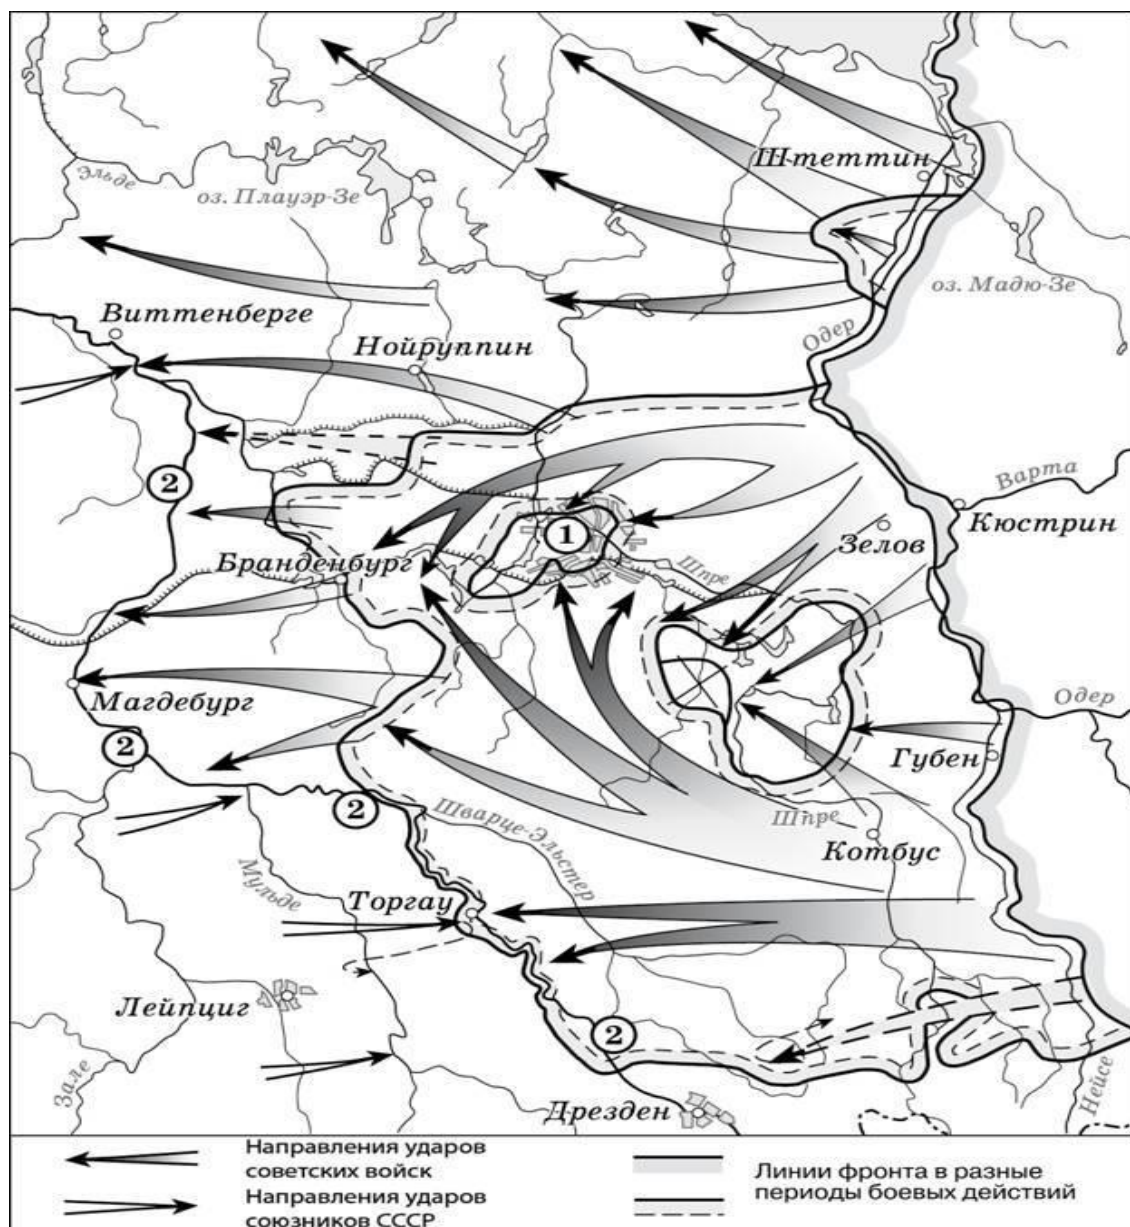 Штеттин
Эльде
оз. Плауэр-Зе
оз. Мадю-Зе
Виттенберге
Одер
Нойруппин
2
Варта
Кюстрин
1
Зелов
Шпре
Бранденбург
Магдебург
Одер
2
Губен
2
Шварце-Эльстер
Шпре
Котбус
Мульде
Торгау
Лейпциг
2
Зале
Нейсе
Дрезден
Направления ударов
советских войск
Направления ударов
союзников СССР
Линии фронта в разные
периоды боевых действий